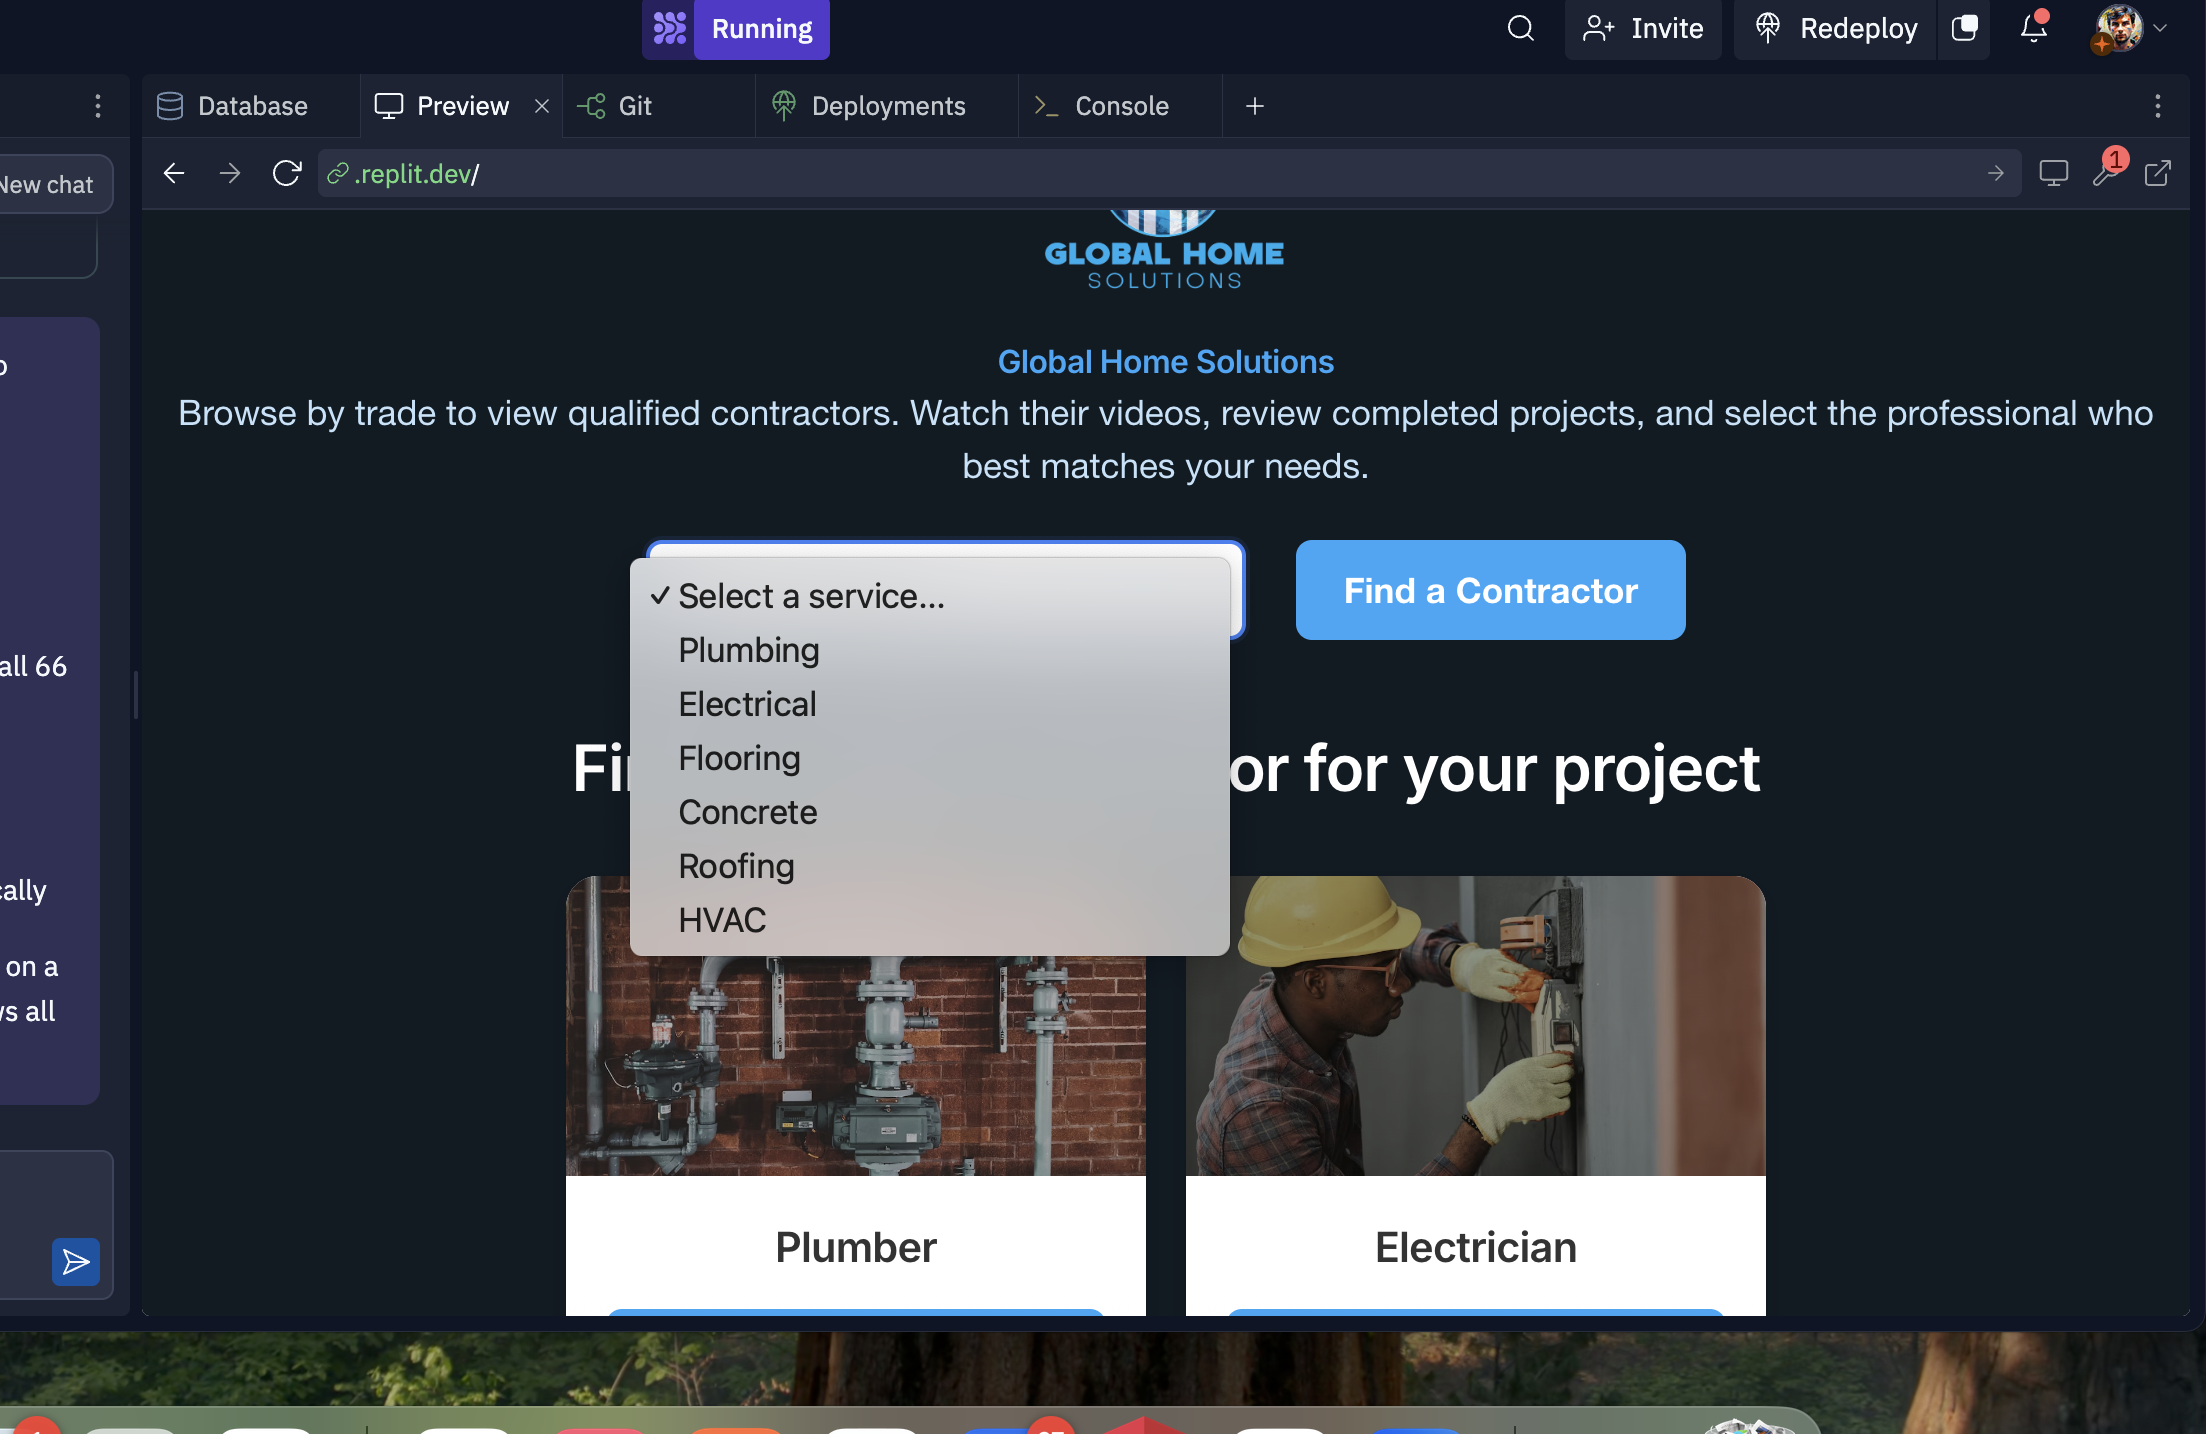 Running
Invite
Redeploy
Database
Preview
Git
Deployments
Console
New chat
.replit.dev/
1
GLOBAL HOME
SOLUTIONS
Global Home Solutions
Browse by trade to view qualified contractors. Watch their videos, review completed projects, and select the professional who
best matches your needs.
✓ Select a service...
Plumbing
Electrical
Flooring
Concrete
Roofing
HVAC
Find a Contractor
all 66
or for your project
on a
all
Plumber
Electrician